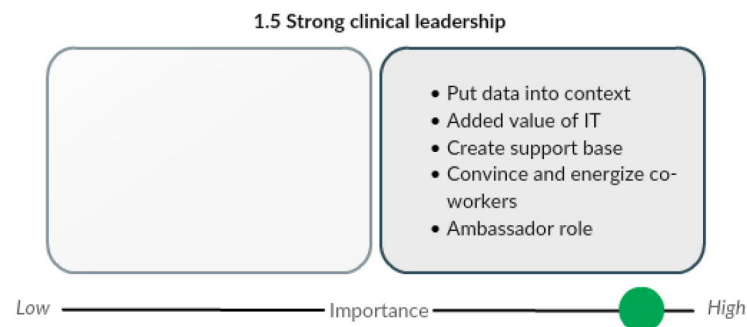 1.5 Strong clinical leadership
• Put data into context
• Added value of IT
• Create support base
• Convince and energize co-
workers
• Ambassador role
Low Importance High